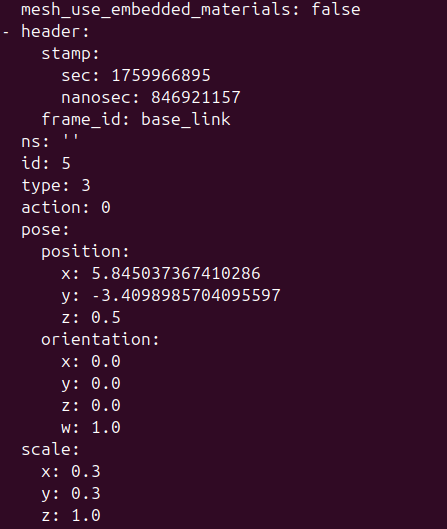 mesh_use_embedded_materials: false
- header:
    stamp:
      sec: 1759966895
      nanosec: 846921157
    frame_id: base_link
  ns: ''
  id: 5
  type: 3
  action: 0
  pose:
    position:
      x: 5.845037367410286
      y: -3.4098985704095597
      z: 0.5
    orientation:
      x: 0.0
      y: 0.0
      z: 0.0
      w: 1.0
  scale:
    x: 0.3
    y: 0.3
    z: 1.0